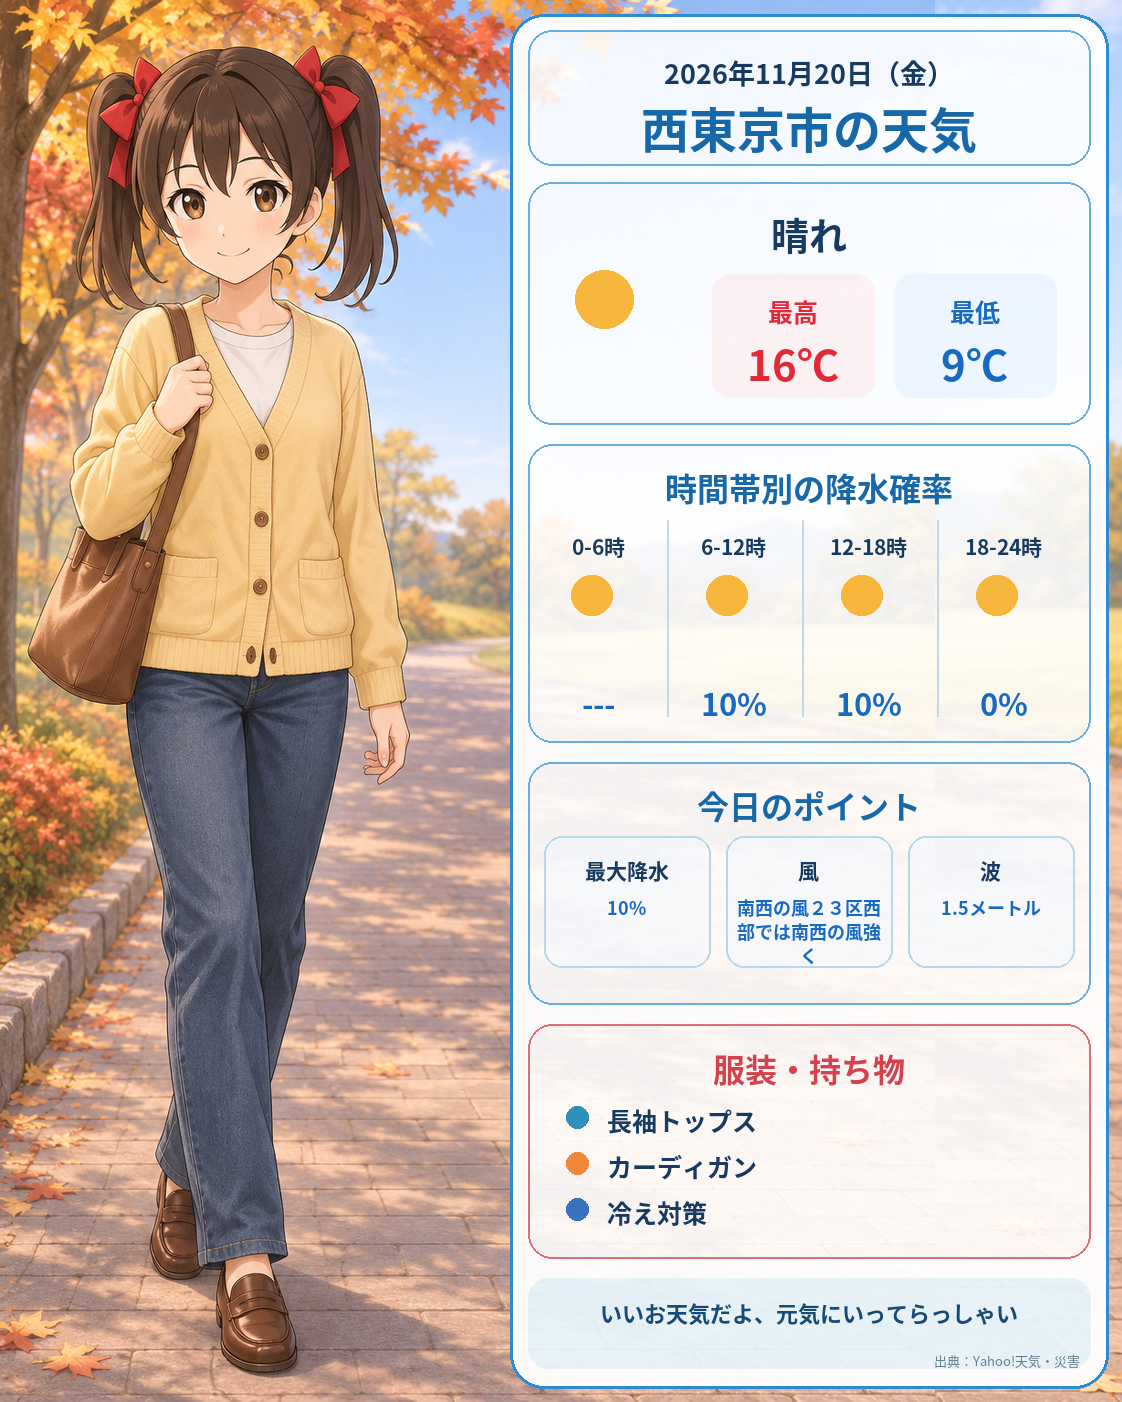 2026年11月20日（金）
西東京市の天気
晴れ
最高
16℃
最低
9℃
時間帯別の降水確率
0-6時
6-12時
12-18時
18-24時
---
10%
10%
0%
今日のポイント
最大降水
10%
風
南西の風２３区西
部では南西の風強
く
波
1.5メートル
服装・持ち物
長袖トップス
カーディガン
冷え対策
いいお天気だよ、元気にいってらっしゃい
出典：Yahoo!天気・災害